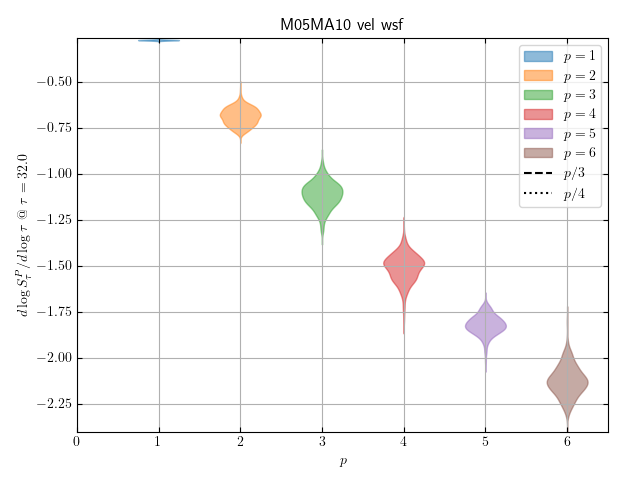 M05MA10 vel wsf
d log S_τ^P / d log τ @ τ = 32.0
−0.50
−0.75
−1.00
−1.25
−1.50
−1.75
−2.00
−2.25
0 1 2 3 4 5 6
p
p = 1
p = 2
p = 3
p = 4
p = 5
p = 6
p/3
p/4